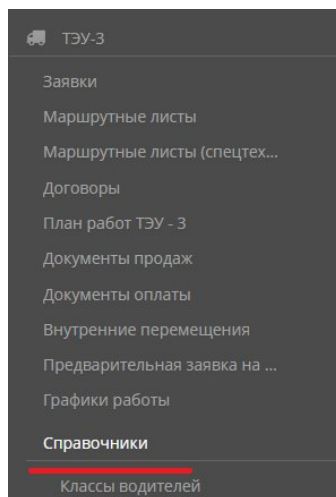 ТЭУ-3
Заявки
Маршрутные листы
Маршрутные листы (спецтех...
Договоры
План работ ТЭУ - 3
Документы продаж
Документы оплаты
Внутренние перемещения
Предварительная заявка на ...
Графики работы
Справочники
Классы водителей